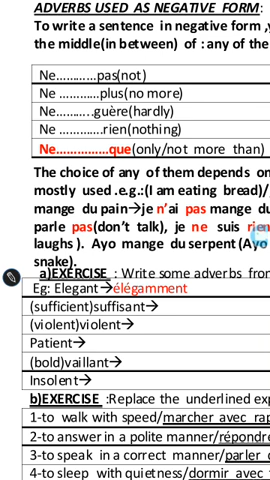 ADVERBS USED AS NEGATIVE FORM:
To write a sentence in negative form ,y
the middle(in between) of : any of the
Ne............pas(not)
Ne ............plus(no more)
Ne...........guère(hardly)
Ne .............rien(nothing)
Ne...............que(only/not more than)
The choice of any of them depends on
mostly used .e.g.:(I am eating bread)/
mange du pain→je n'ai pas mange du
parle pas(don't talk), je ne suis rien
laughs ). Ayo mange du serpent(Ayo
snake).
a)EXERCISE : Write some adverbs from
Eg: Elegant→élégamment
(sufficient)suffisant→
(violent)violent→
Patient→
(bold)vaillant→
Insolent→
b)EXERCISE :Replace the underlined exp
1-to walk with speed/marcher avec rap
2-to answer in a polite manner/répondre
3-to speak in a correct manner/parler d
4-to sleep with quietness/dormir avec